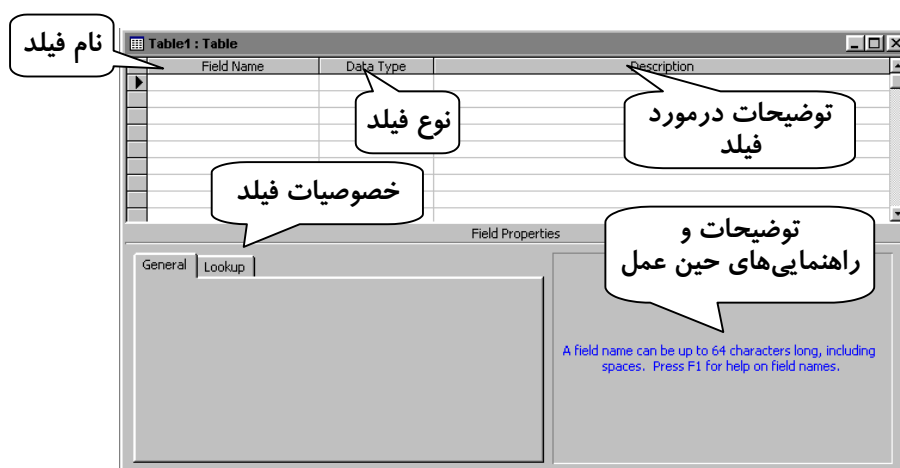 Table1 : Table
نام فیلد
Field Name
Data Type
Description
نوع فیلد
توضیحات درمورد
فیلد
خصوصیات فیلد
Field Properties
توضیحات و
راهنمایی‌های حین عمل
General
Lookup
A field name can be up to 64 characters long, including
spaces. Press F1 for help on field names.